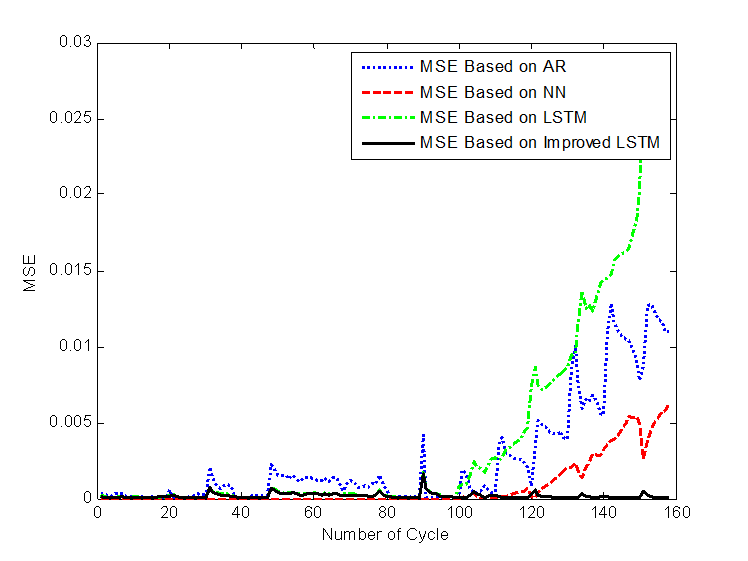 0.03
0.025
0.02
0.015
0.01
0.005
0
MSE
MSE Based on AR
MSE Based on NN
MSE Based on LSTM
MSE Based on Improved LSTM
0 20 40 60 80 100 120 140 160
Number of Cycle